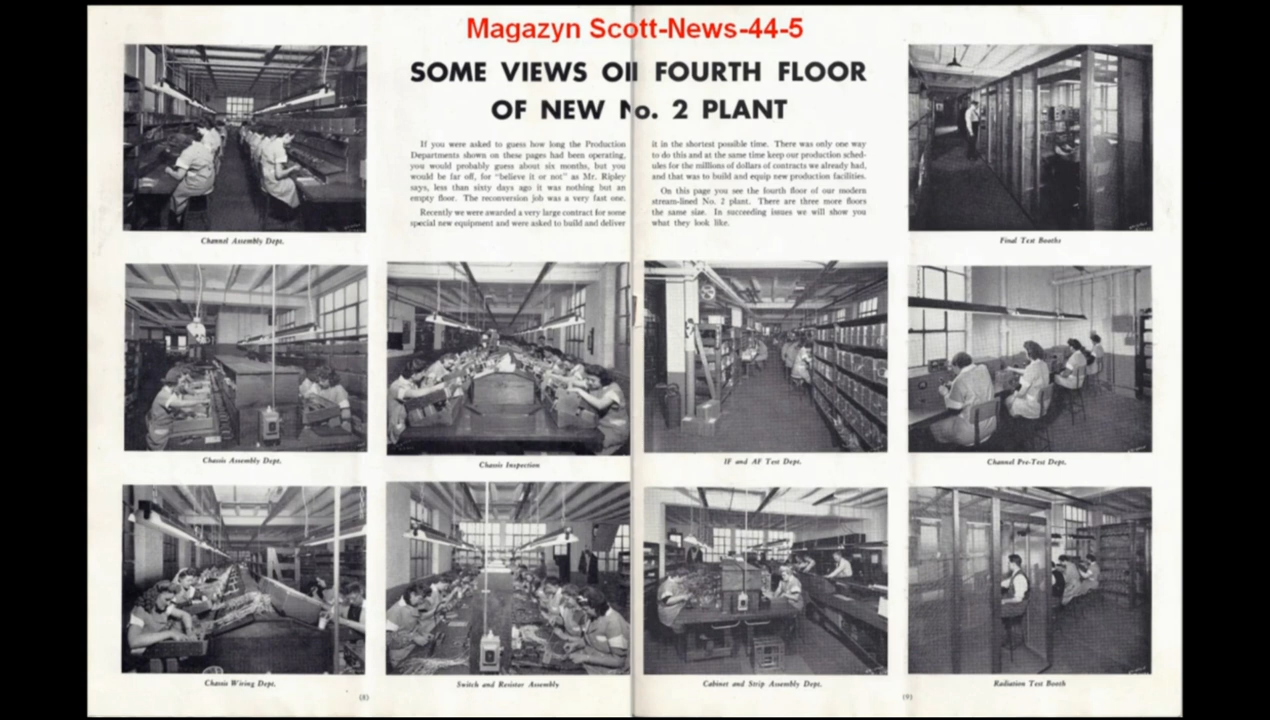 Magazyn Scott-News-44-5
SOME VIEWS OF FOURTH FLOOR
OF NEW No. 2 PLANT
If you were asked to guess how long the Production
Departments shown on these pages had been operating,
you would probably guess about six months, but you
would be far off, for "believe it or not" as Mr. Ripley
says, less than sixty days ago it was nothing but an
empty floor. The reconversion job was a very fast one.
Recently we were awarded a very large contract for some
special new equipment and were asked to build and deliver
it in the shortest possible time. There was only one way
to do this and at the same time keep our production sched-
ules for the millions of dollars of contracts we already had,
and that was to build and equip new production facilities.
On this page you see the fourth floor of our modern
stream-lined No. 2 plant. There are three more floors
the same size. In succeeding issues we will show you
what they look like.
Channel Assembly Dept.
Final Test Booths
Chassis Assembly Dept.
Chassis Inspection
IF and AF Test Dept.
Channel Pre-Test Dept.
Chassis Wiring Dept.
Switch and Resistor Assembly
Cabinet and Strip Assembly Dept.
Radiation Test Booth
(8)
(9)